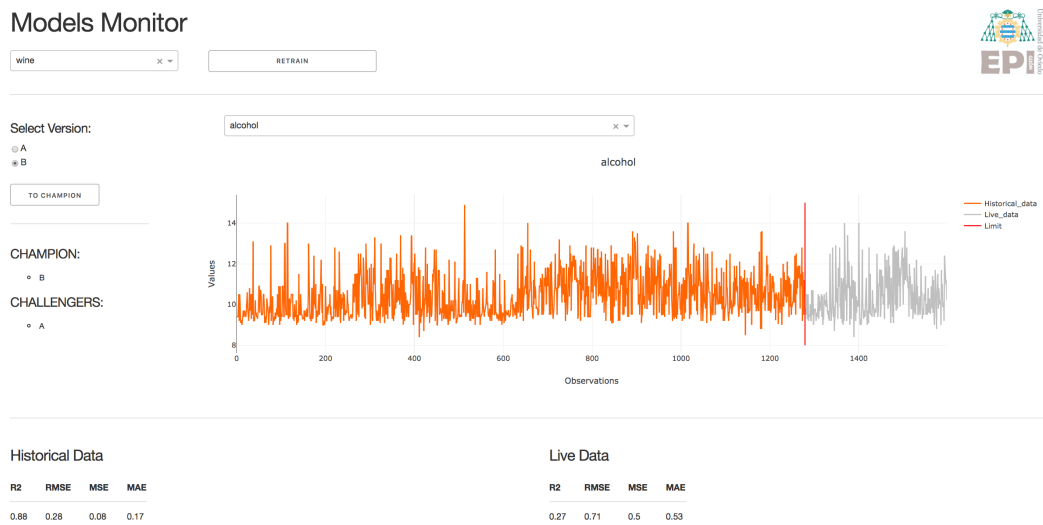 Models Monitor
wine
RETRAIN
EPI
GIJÓN
Universidad de Oviedo
Select Version:
A
B
TO CHAMPION
CHAMPION:
B
CHALLENGERS:
A
alcohol
alcohol
Values
14
12
10
8
0 200 400 600 800 1000 1200 1400
Observations
Historical_data
Live_data
Limit
Historical Data
R2 RMSE MSE MAE
0.88 0.28 0.08 0.17
Live Data
R2 RMSE MSE MAE
0.27 0.71 0.5 0.53